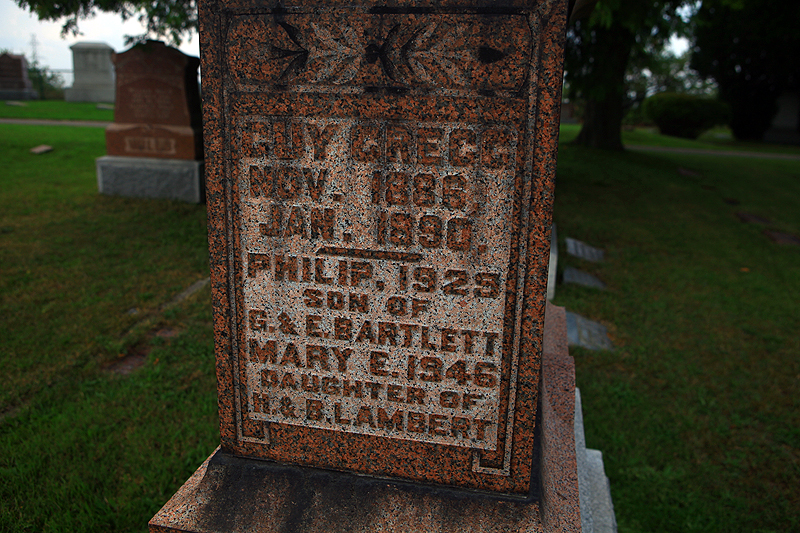 GUY GREGG
NOV. 1886,
JAN. 1890.
PHILIP, 1923
SON OF
G. & E. BARTLETT
MARY E. 1946
DAUGHTER OF
H. & B. LAMBERT